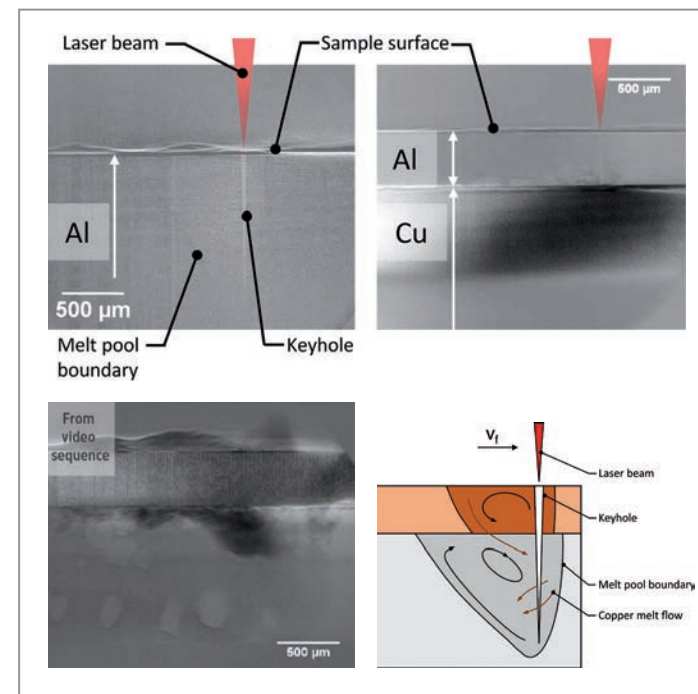 Laser beam
Sample surface
500 µm
Al
Al
Cu
500 µm
Melt pool
boundary
Keyhole
From
video
sequence
500 µm
Vf
Laser beam
Keyhole
Melt pool boundary
Copper melt flow